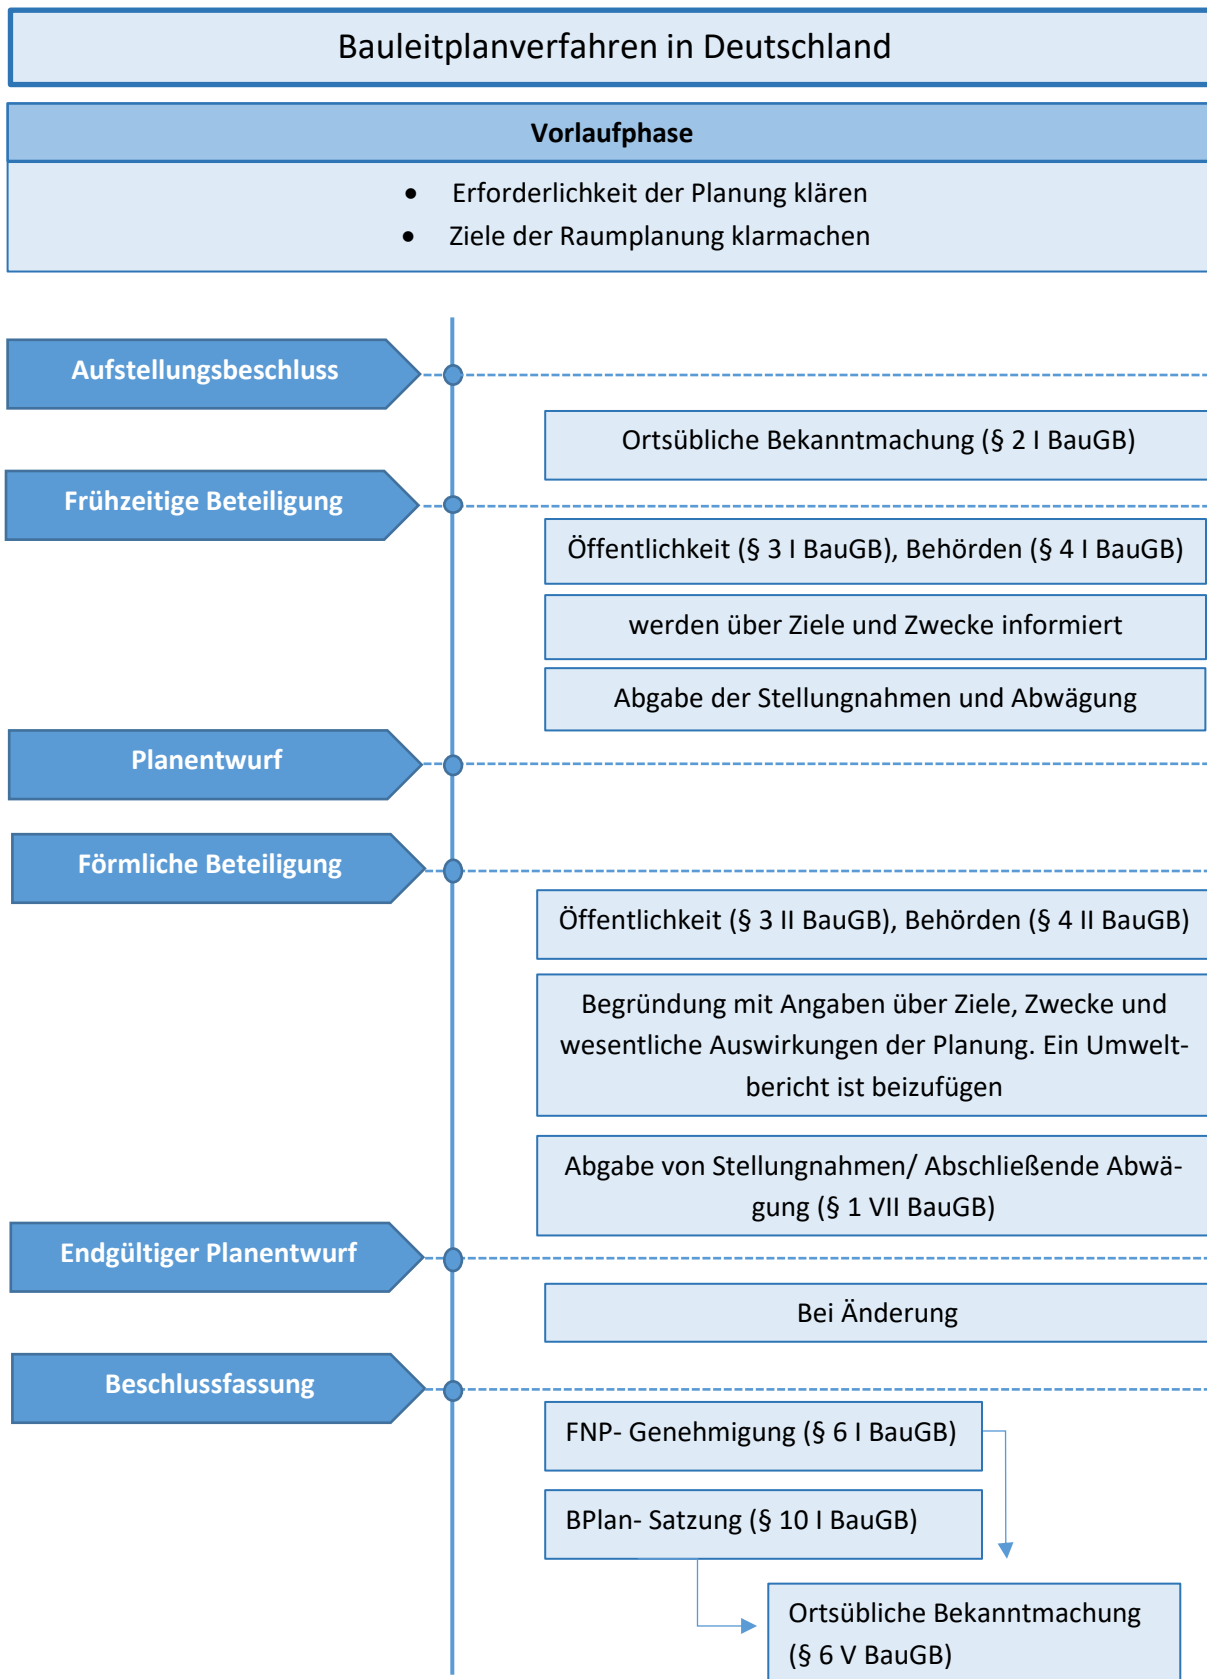 Bauleitplanverfahren in Deutschland
Vorlaufphase
• Erforderlichkeit der Planung klären
• Ziele der Raumplanung klarmachen
Aufstellungsbeschluss
Ortsübliche Bekanntmachung (§ 2 I BauGB)
Frühzeitige Beteiligung
Öffentlichkeit (§ 3 I BauGB), Behörden (§ 4 I BauGB)
werden über Ziele und Zwecke informiert
Abgabe der Stellungnahmen und Abwägung
Planentwurf
Förmliche Beteiligung
Öffentlichkeit (§ 3 II BauGB), Behörden (§ 4 II BauGB)
Begründung mit Angaben über Ziele, Zwecke und
wesentliche Auswirkungen der Planung. Ein Umwelt-
bericht ist beizufügen
Abgabe von Stellungnahmen/ Abschließende Abwä-
gung (§ 1 VII BauGB)
Endgültiger Planentwurf
Bei Änderung
Beschlussfassung
FNP- Genehmigung (§ 6 I BauGB)
BPlan- Satzung (§ 10 I BauGB)
Ortsübliche Bekanntmachung
(§ 6 V BauGB)